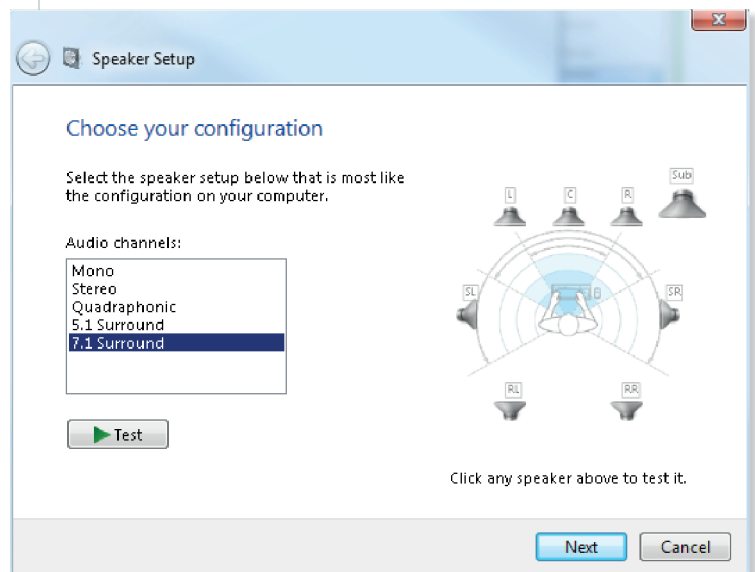 Speaker Setup
Choose your configuration
Select the speaker setup below that is most like
the configuration on your computer.
Audio channels:
Mono
Stereo
Quadraphonic
5.1 Surround
7.1 Surround
Test
L
C
R
Sub
SL
SR
RL
RR
Click any speaker above to test it.
Next
Cancel